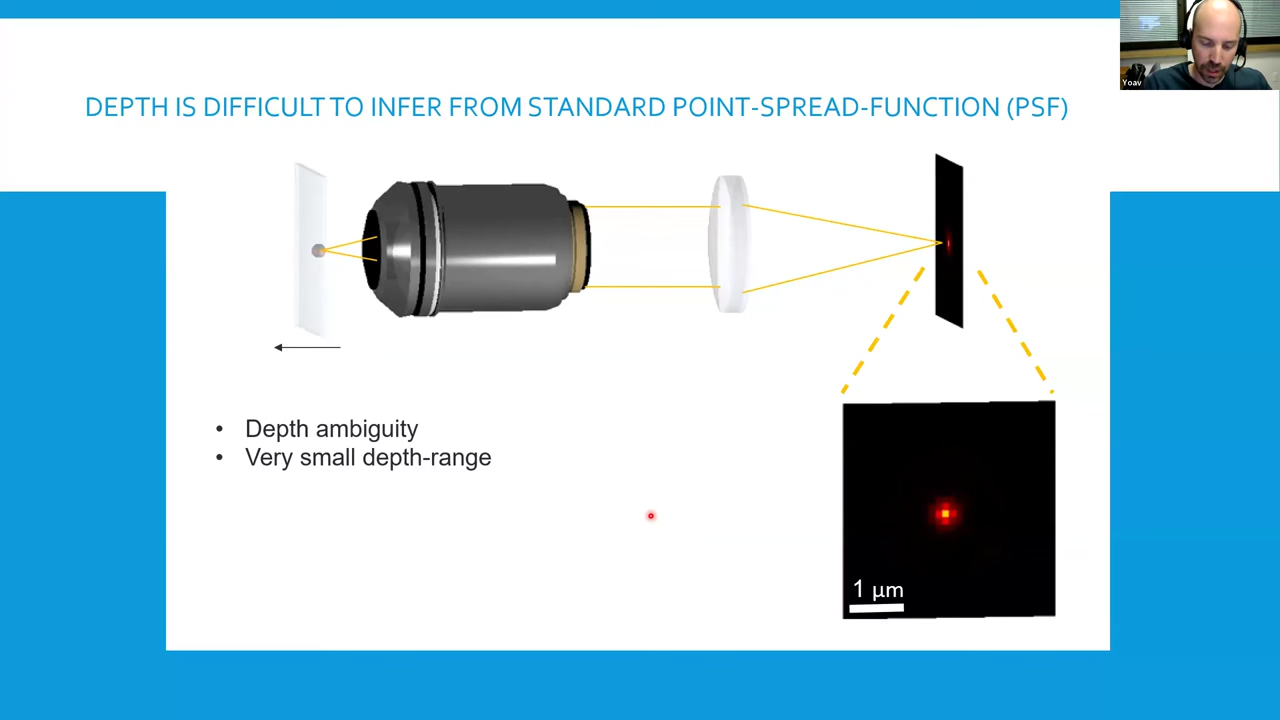 Yoav
DEPTH IS DIFFICULT TO INFER FROM STANDARD POINT-SPREAD-FUNCTION (PSF)
• Depth ambiguity
• Very small depth-range
1 µm